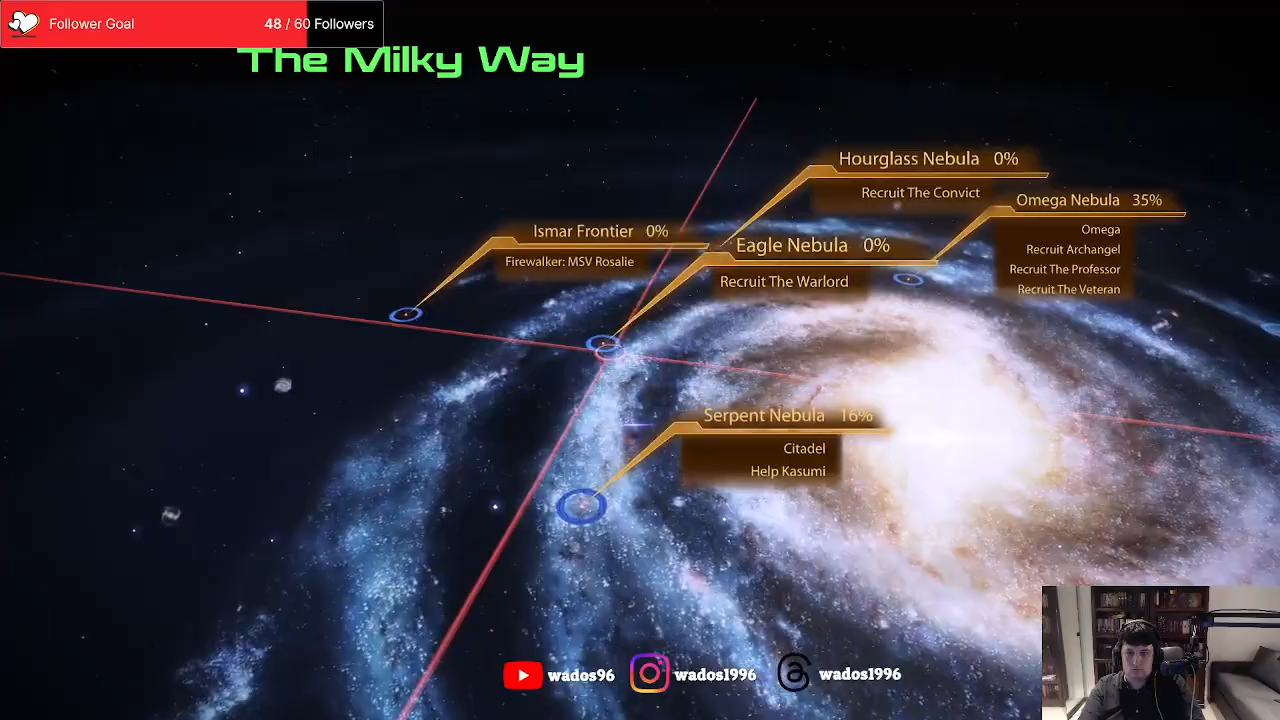 Follower Goal
48 / 60 Followers
The Milky Way
Hourglass Nebula 0%
Recruit The Convict
Omega Nebula 35%
Omega
Recruit Archangel
Recruit The Professor
Recruit The Veteran
Ismar Frontier 0%
Firewalker: MSV Rosalie
Eagle Nebula 0%
Recruit The Warlord
Serpent Nebula 16%
Citadel
Help Kasumi
wados96
wados1996
wados1996